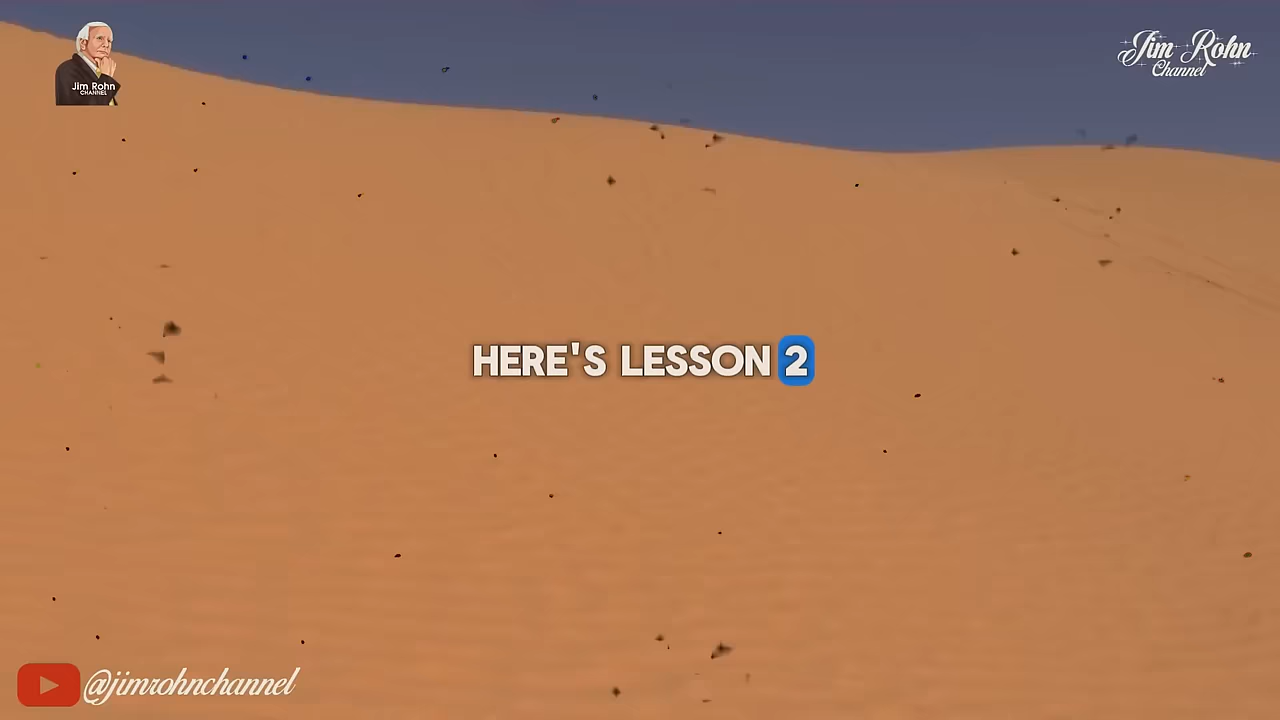 Jim Rohn
CHANNEL
Jim Rohn
Channel
HERE'S LESSON 2
@jimrohnchannel